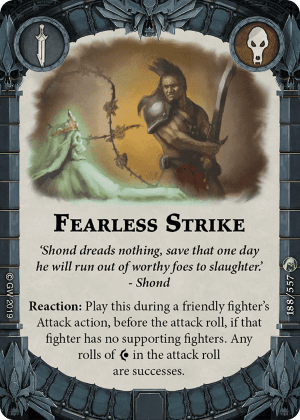 FEARLESS STRIKE
‘Shond dreads nothing, save that one day
he will run out of worthy foes to slaughter.’
- Shond
Reaction: Play this during a friendly fighter’s
Attack action, before the attack roll, if that
fighter has no supporting fighters. Any
rolls of in the attack roll
are successes.
© GW 2019
188/557